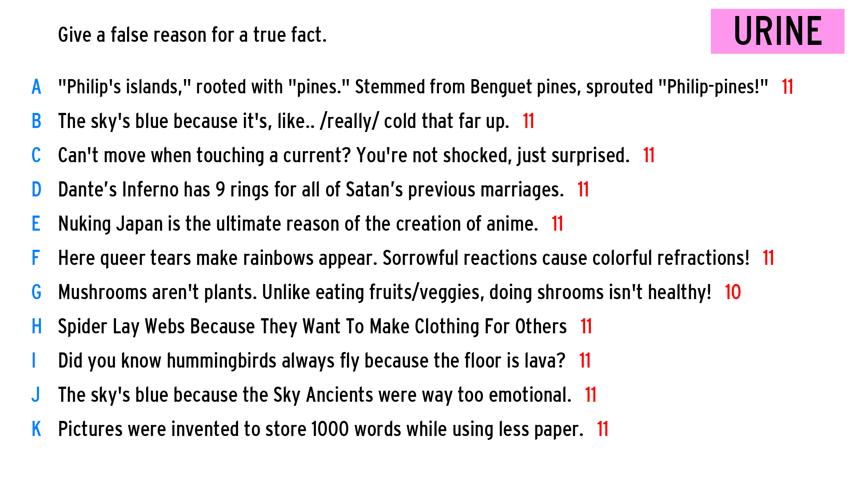 Give a false reason for a true fact.
URINE
A "Philip's islands," rooted with "pines." Stemmed from Benguet pines, sprouted "Philip-pines!" 11
B The sky's blue because it's, like.. /really/ cold that far up. 11
C Can't move when touching a current? You're not shocked, just surprised. 11
D Dante’s Inferno has 9 rings for all of Satan’s previous marriages. 11
E Nuking Japan is the ultimate reason of the creation of anime. 11
F Here queer tears make rainbows appear. Sorrowful reactions cause colorful refractions! 11
G Mushrooms aren't plants. Unlike eating fruits/veggies, doing shrooms isn't healthy! 10
H Spider Lay Webs Because They Want To Make Clothing For Others 11
I Did you know hummingbirds always fly because the floor is lava? 11
J The sky's blue because the Sky Ancients were way too emotional. 11
K Pictures were invented to store 1000 words while using less paper. 11